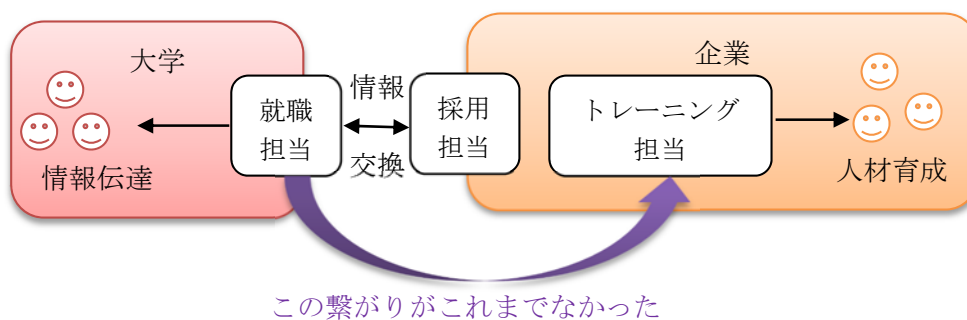 大学
企業
就職
担当
情報
交換
採用
担当
トレーニング
担当
情報伝達
人材育成
この繋がりがこれまでなかった